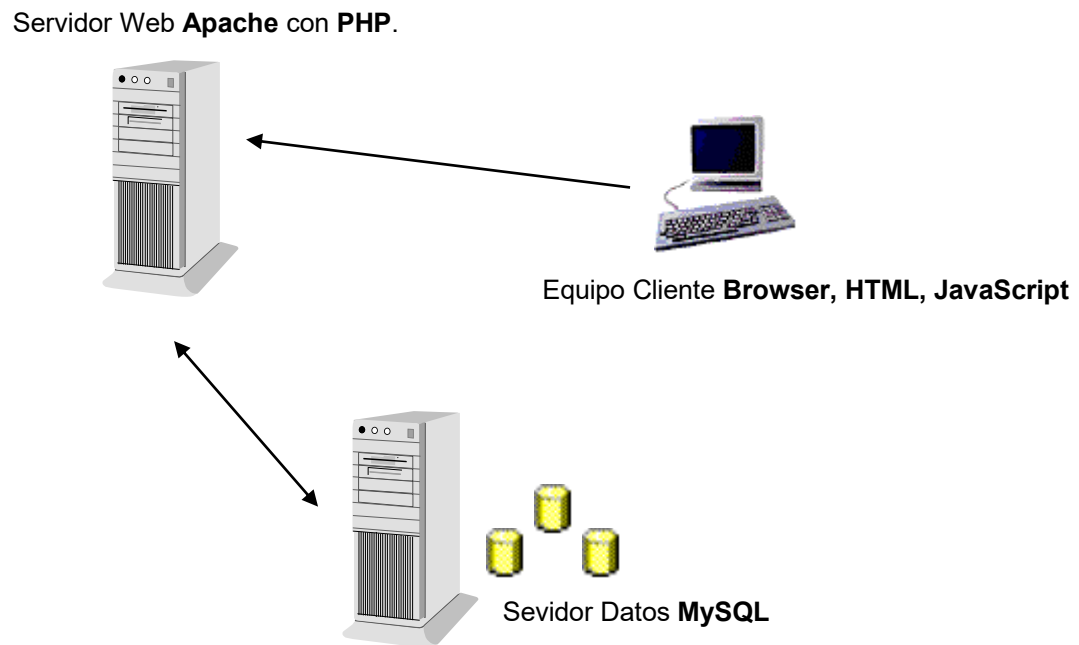 Servidor Web Apache con PHP.
Equipo Cliente Browser, HTML, JavaScript
Sevidor Datos MySQL